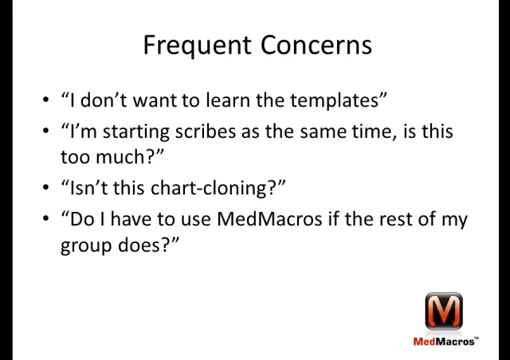 Frequent Concerns
• “I don’t want to learn the templates”
• “I’m starting scribes as the same time, is this
too much?”
• “Isn’t this chart-cloning?”
• “Do I have to use MedMacros if the rest of my
group does?”
M
MedMacros™